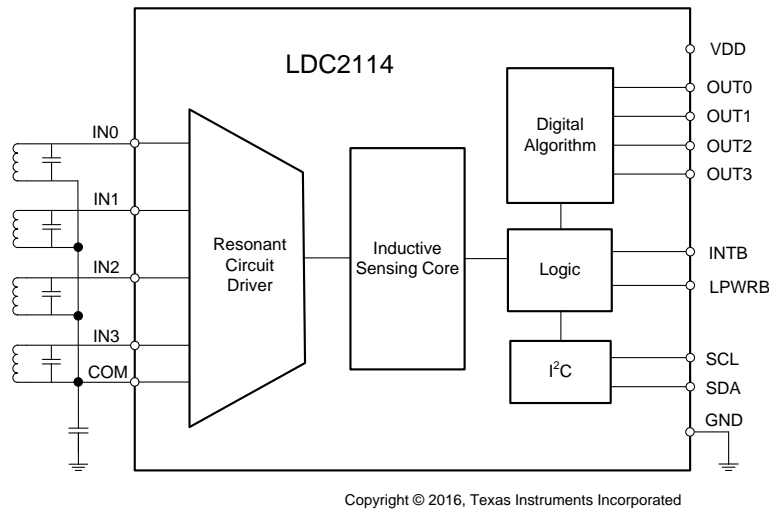 LDC2114
VDD
OUT0
OUT1
OUT2
OUT3
Digital
Algorithm
IN0
IN1
IN2
IN3
COM
Resonant
Circuit
Driver
Inductive
Sensing Core
Logic
INTB
LPWRB
I²C
SCL
SDA
GND
Copyright © 2016, Texas Instruments Incorporated